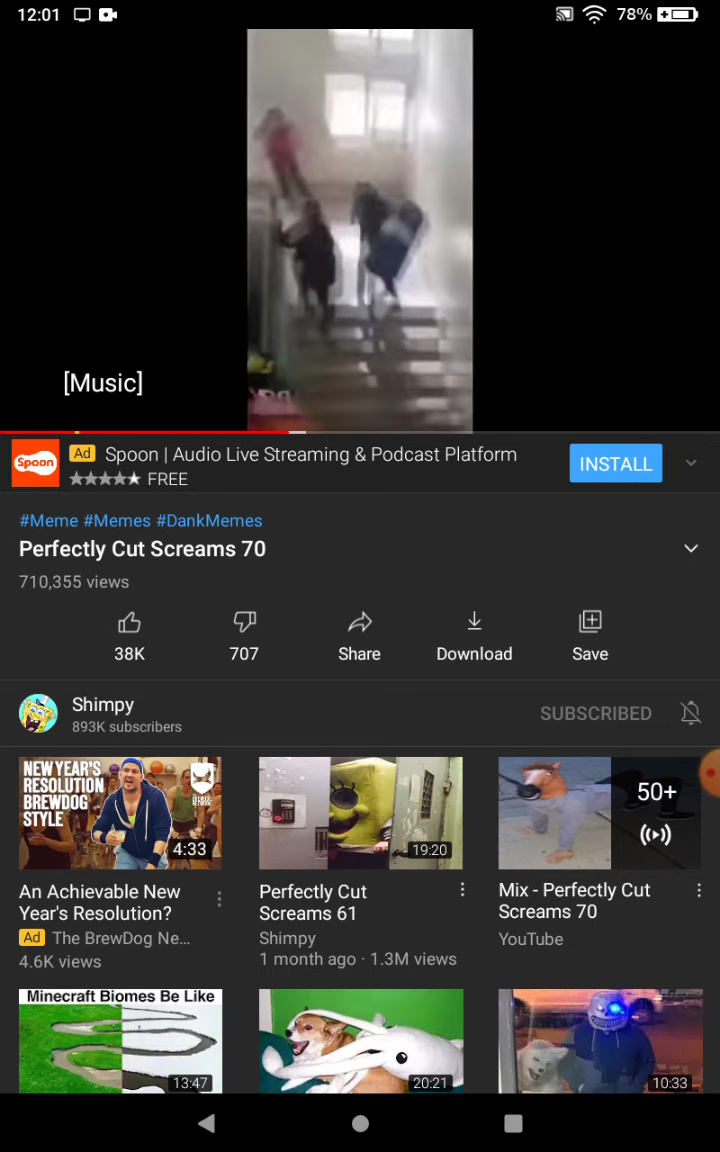 12:01
78%
[Music]
Spoon
Ad Spoon | Audio Live Streaming & Podcast Platform
FREE
INSTALL
#Meme #Memes #DankMemes
Perfectly Cut Screams 70
710,355 views
38K
707
Share
Download
Save
Shimpy
893K subscribers
SUBSCRIBED
NEW YEAR'S
RESOLUTION
BREWDOG
STYLE
4:33
An Achievable New
Year's Resolution?
Ad The BrewDog Ne...
4.6K views
19:20
Perfectly Cut
Screams 61
Shimpy
1 month ago · 1.3M views
50+
Mix - Perfectly Cut
Screams 70
YouTube
Minecraft Biomes Be Like
13:47
20:21
10:33